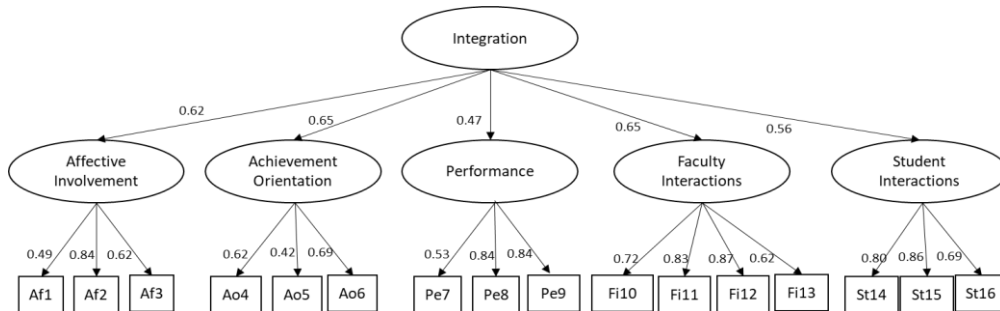 Integration
0.62
0.65
0.47
0.65
0.56
Affective
Involvement
Achievement
Orientation
Performance
Faculty
Interactions
Student
Interactions
0.49 0.84 0.62
0.62 0.42 0.69
0.53 0.84 0.84
0.72 0.83 0.87 0.62
0.80 0.86 0.69
Af1 Af2 Af3
Ao4 Ao5 Ao6
Pe7 Pe8 Pe9
Fi10 Fi11 Fi12 Fi13
St14 St15 St16